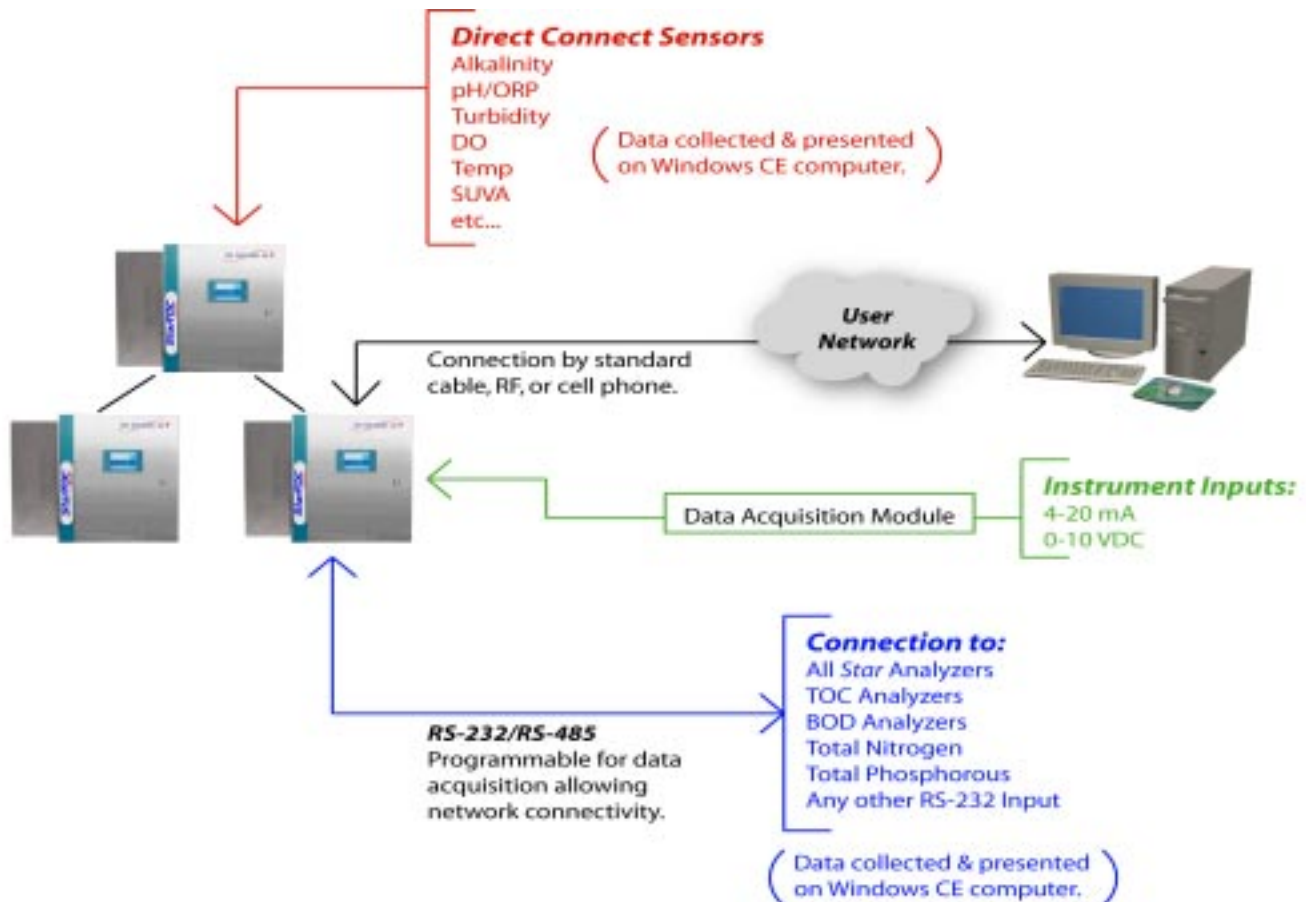 Direct Connect Sensors
Alkalinity
pH/ORP
Turbidity
DO
Temp
SUVA
etc...
(Data collected & presented
on Windows CE computer.)
User
Network
Connection by standard
cable, RF, or cell phone.
Data Acquisition Module
Instrument Inputs:
4-20 mA
0-10 VDC
RS-232/RS-485
Programmable for data
acquisition allowing
network connectivity.
Connection to:
All Star Analyzers
TOC Analyzers
BOD Analyzers
Total Nitrogen
Total Phosphorous
Any other RS-232 Input
(Data collected & presented
on Windows CE computer.)